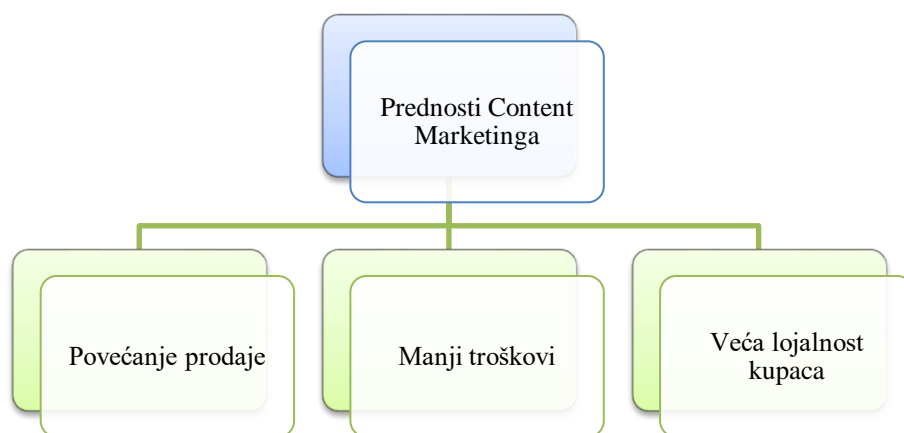 Prednosti Content
Marketinga
Povećanje prodaje
Manji troškovi
Veća lojalnost
kupaca